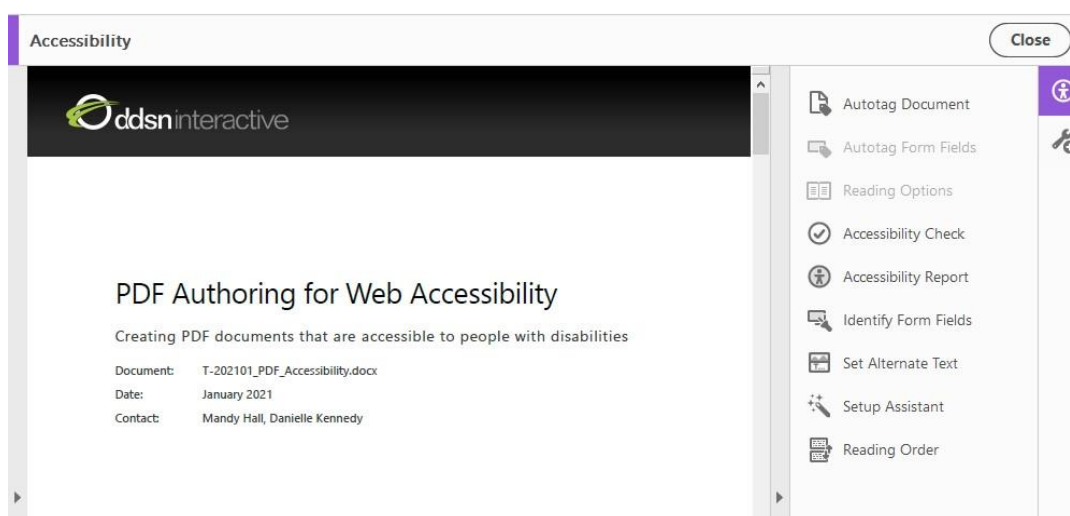 Accessibility
Close
ddsninteractive
PDF Authoring for Web Accessibility
Creating PDF documents that are accessible to people with disabilities
Document: T-202101_PDF_Accessibility.docx
Date: January 2021
Contact: Mandy Hall, Danielle Kennedy
Autotag Document
Autotag Form Fields
Reading Options
Accessibility Check
Accessibility Report
Identify Form Fields
Set Alternate Text
Setup Assistant
Reading Order